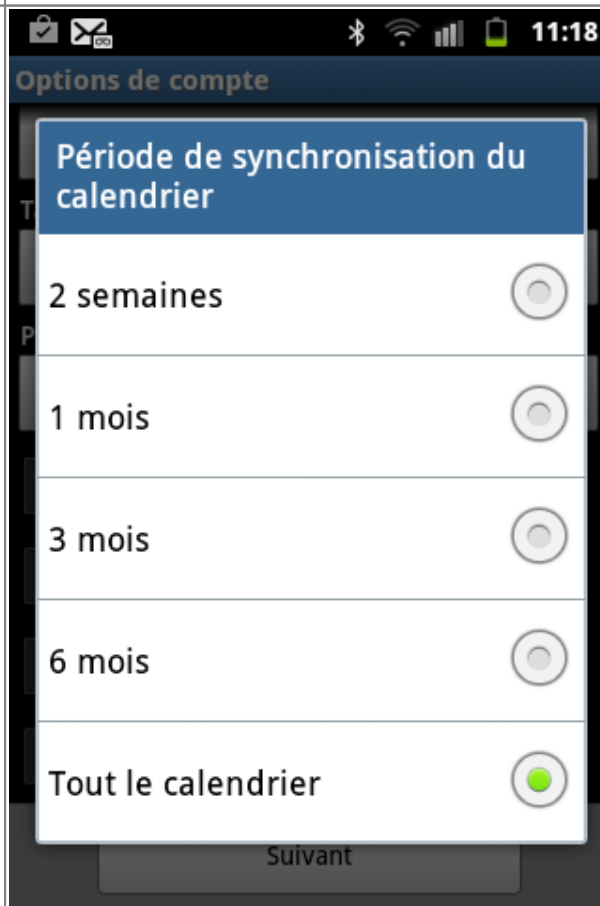 11:18
Options de compte
Période de synchronisation du
calendrier
2 semaines
1 mois
3 mois
6 mois
Tout le calendrier
Suivant